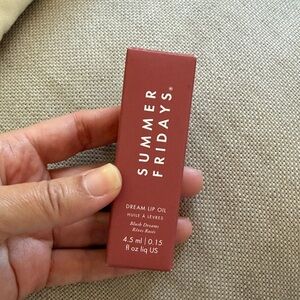 SUMMER
FRIDAYS®
DREAM LIP OIL
HUILE À LÈVRES
Blush Dreams
Rêves Rosés
4.5 ml | 0.15
fl oz liq US